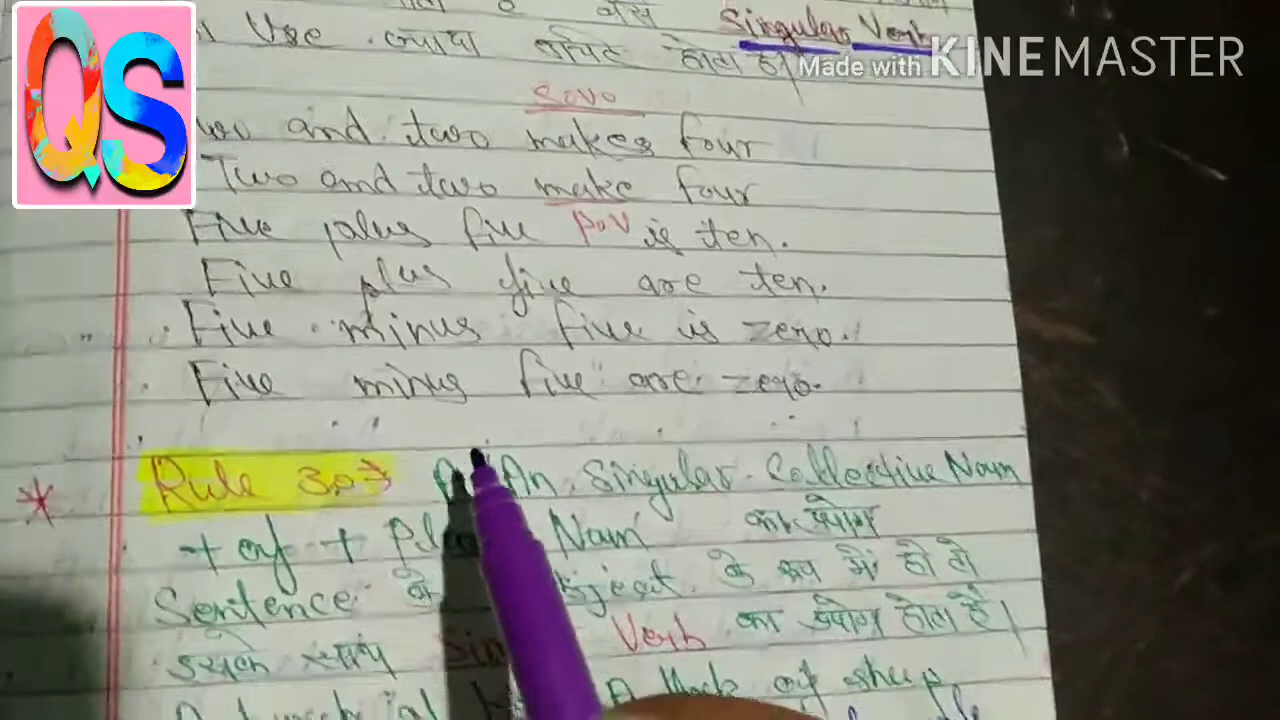 Singular Verb
Use ज्यादा उचित होता है।
Made with KINEMASTER
QS
S.V.
and two makes four
Two and two make four
P.V
Five plus five is ten.
Five plus five are ten.
Five minus five is zero.
Five minus five are zero.
Rule 30→ An Singular Collective Noun
+ of + Noun का प्रयोग
Sentence के के रूप में हो तो
उसके साथ Verb का प्रयोग होता है।
A flock of sheep